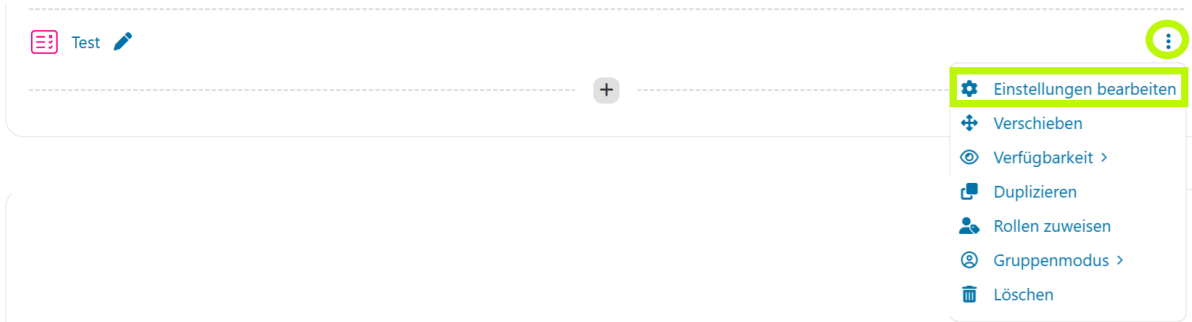 Test
Einstellungen bearbeiten
Verschieben
Verfügbarkeit >
Duplizieren
Rollen zuweisen
Gruppenmodus >
Löschen